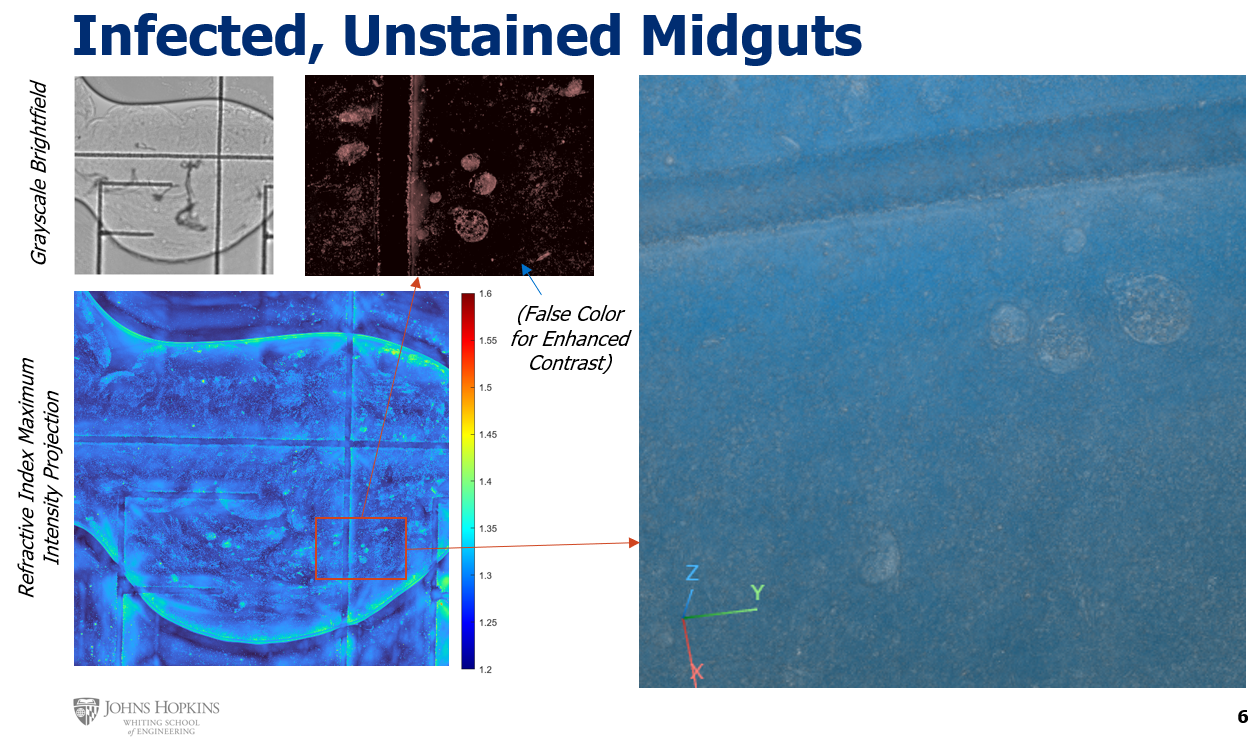 Infected, Unstained Midguts
Grayscale Brightfield
(False Color
for Enhanced
Contrast)
Refractive Index Maximum
Intensity Projection
1.6
1.55
1.5
1.45
1.4
1.35
1.3
1.25
1.2
Z
Y
X
JOHNS HOPKINS
WHITING SCHOOL
of ENGINEERING
6